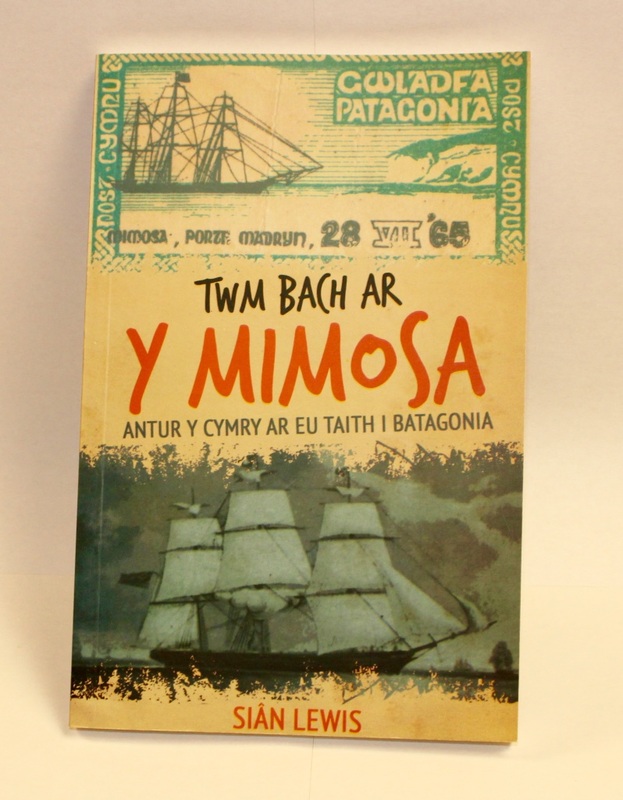 GWLADFA
PATAGONIA
POST · CYMRU
POST · CYMRU
MIMOSA, PORTH MADRYN, 28 VII '65
TWM BACH AR
Y MIMOSA
ANTUR Y CYMRY AR EU TAITH I BATAGONIA
SIÂN LEWIS